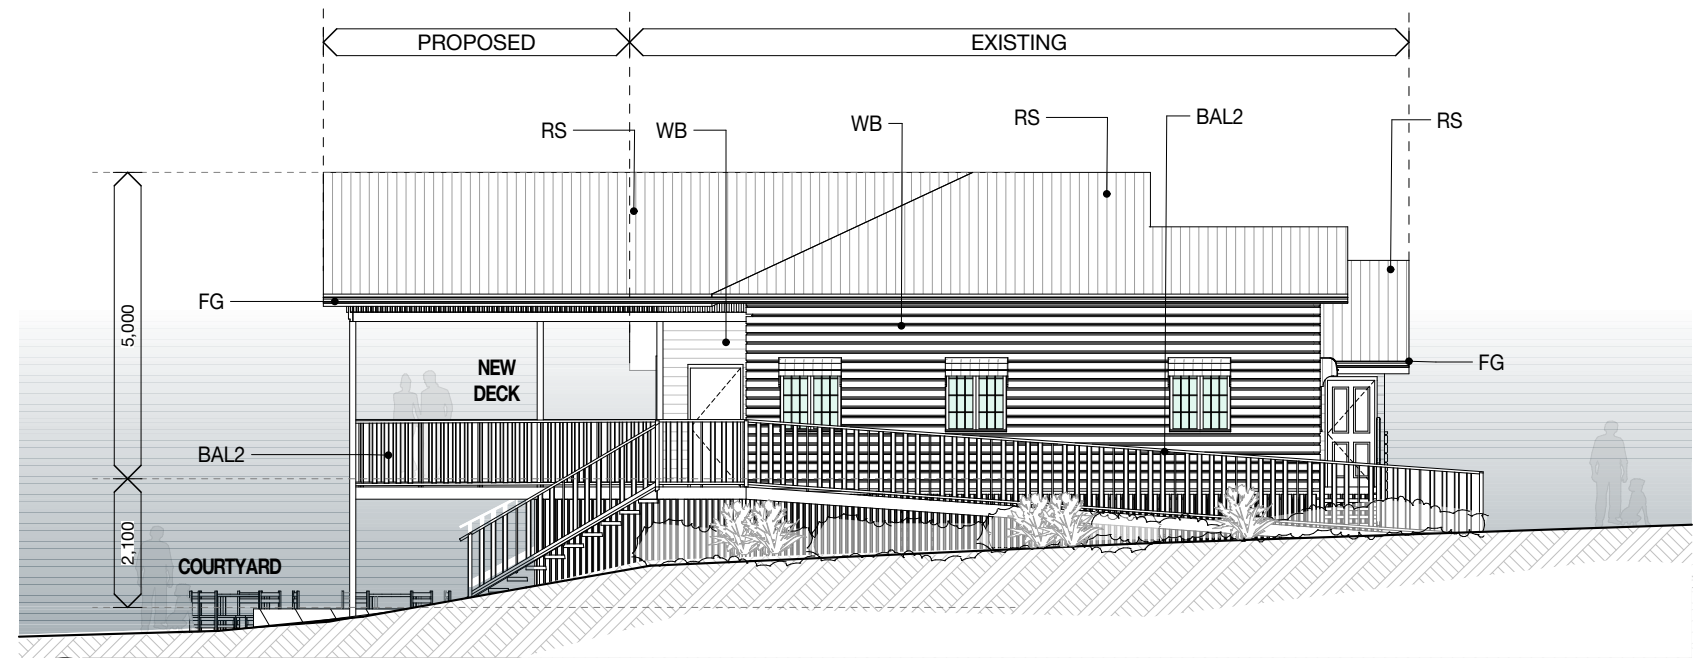 PROPOSED
EXISTING
RS
WB
WB
RS
BAL2
RS
FG
5,000
NEW
DECK
FG
BAL2
2,100
COURTYARD